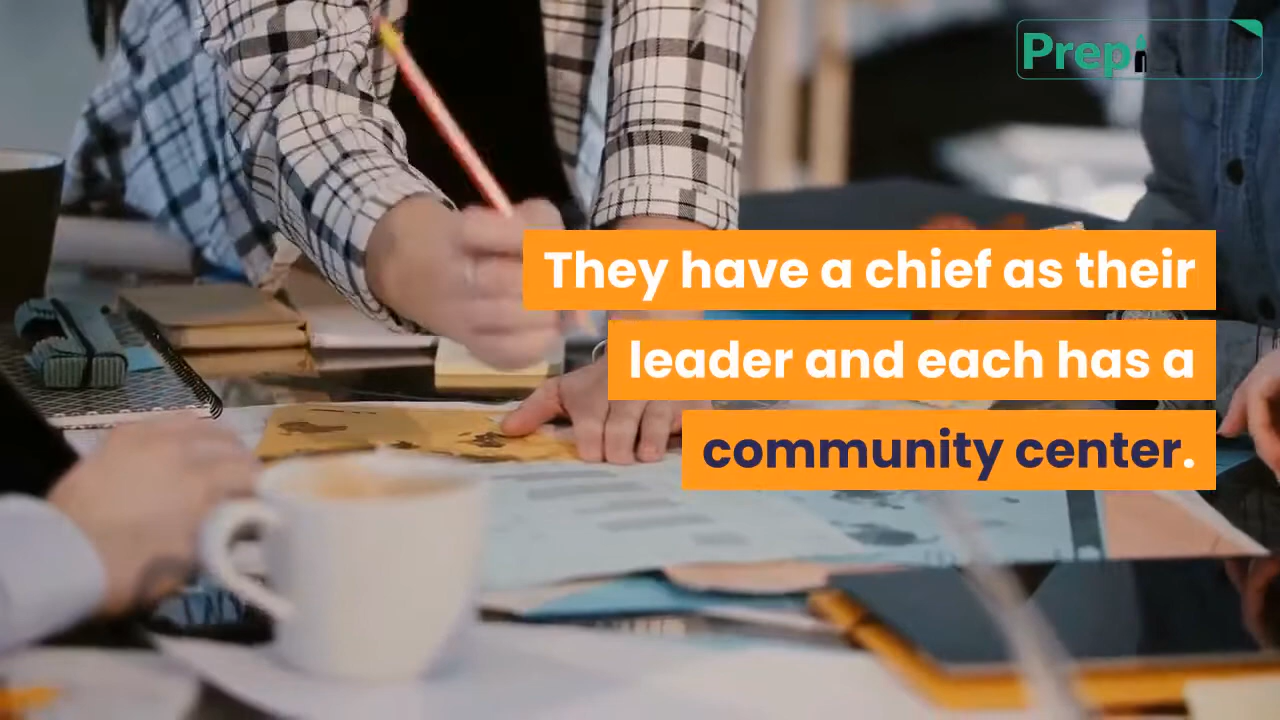 Prep
They have a chief as their
leader and each has a
community center.